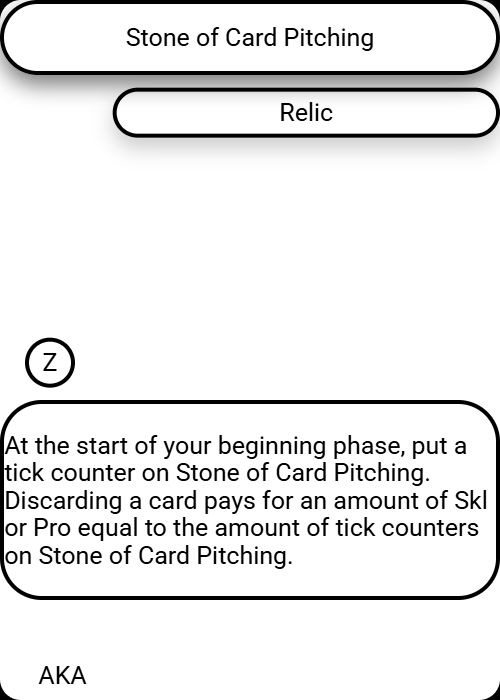 Stone of Card Pitching
Relic
Z
At the start of your beginning phase, put a
tick counter on Stone of Card Pitching.
Discarding a card pays for an amount of Skl
or Pro equal to the amount of tick counters
on Stone of Card Pitching.
AKA